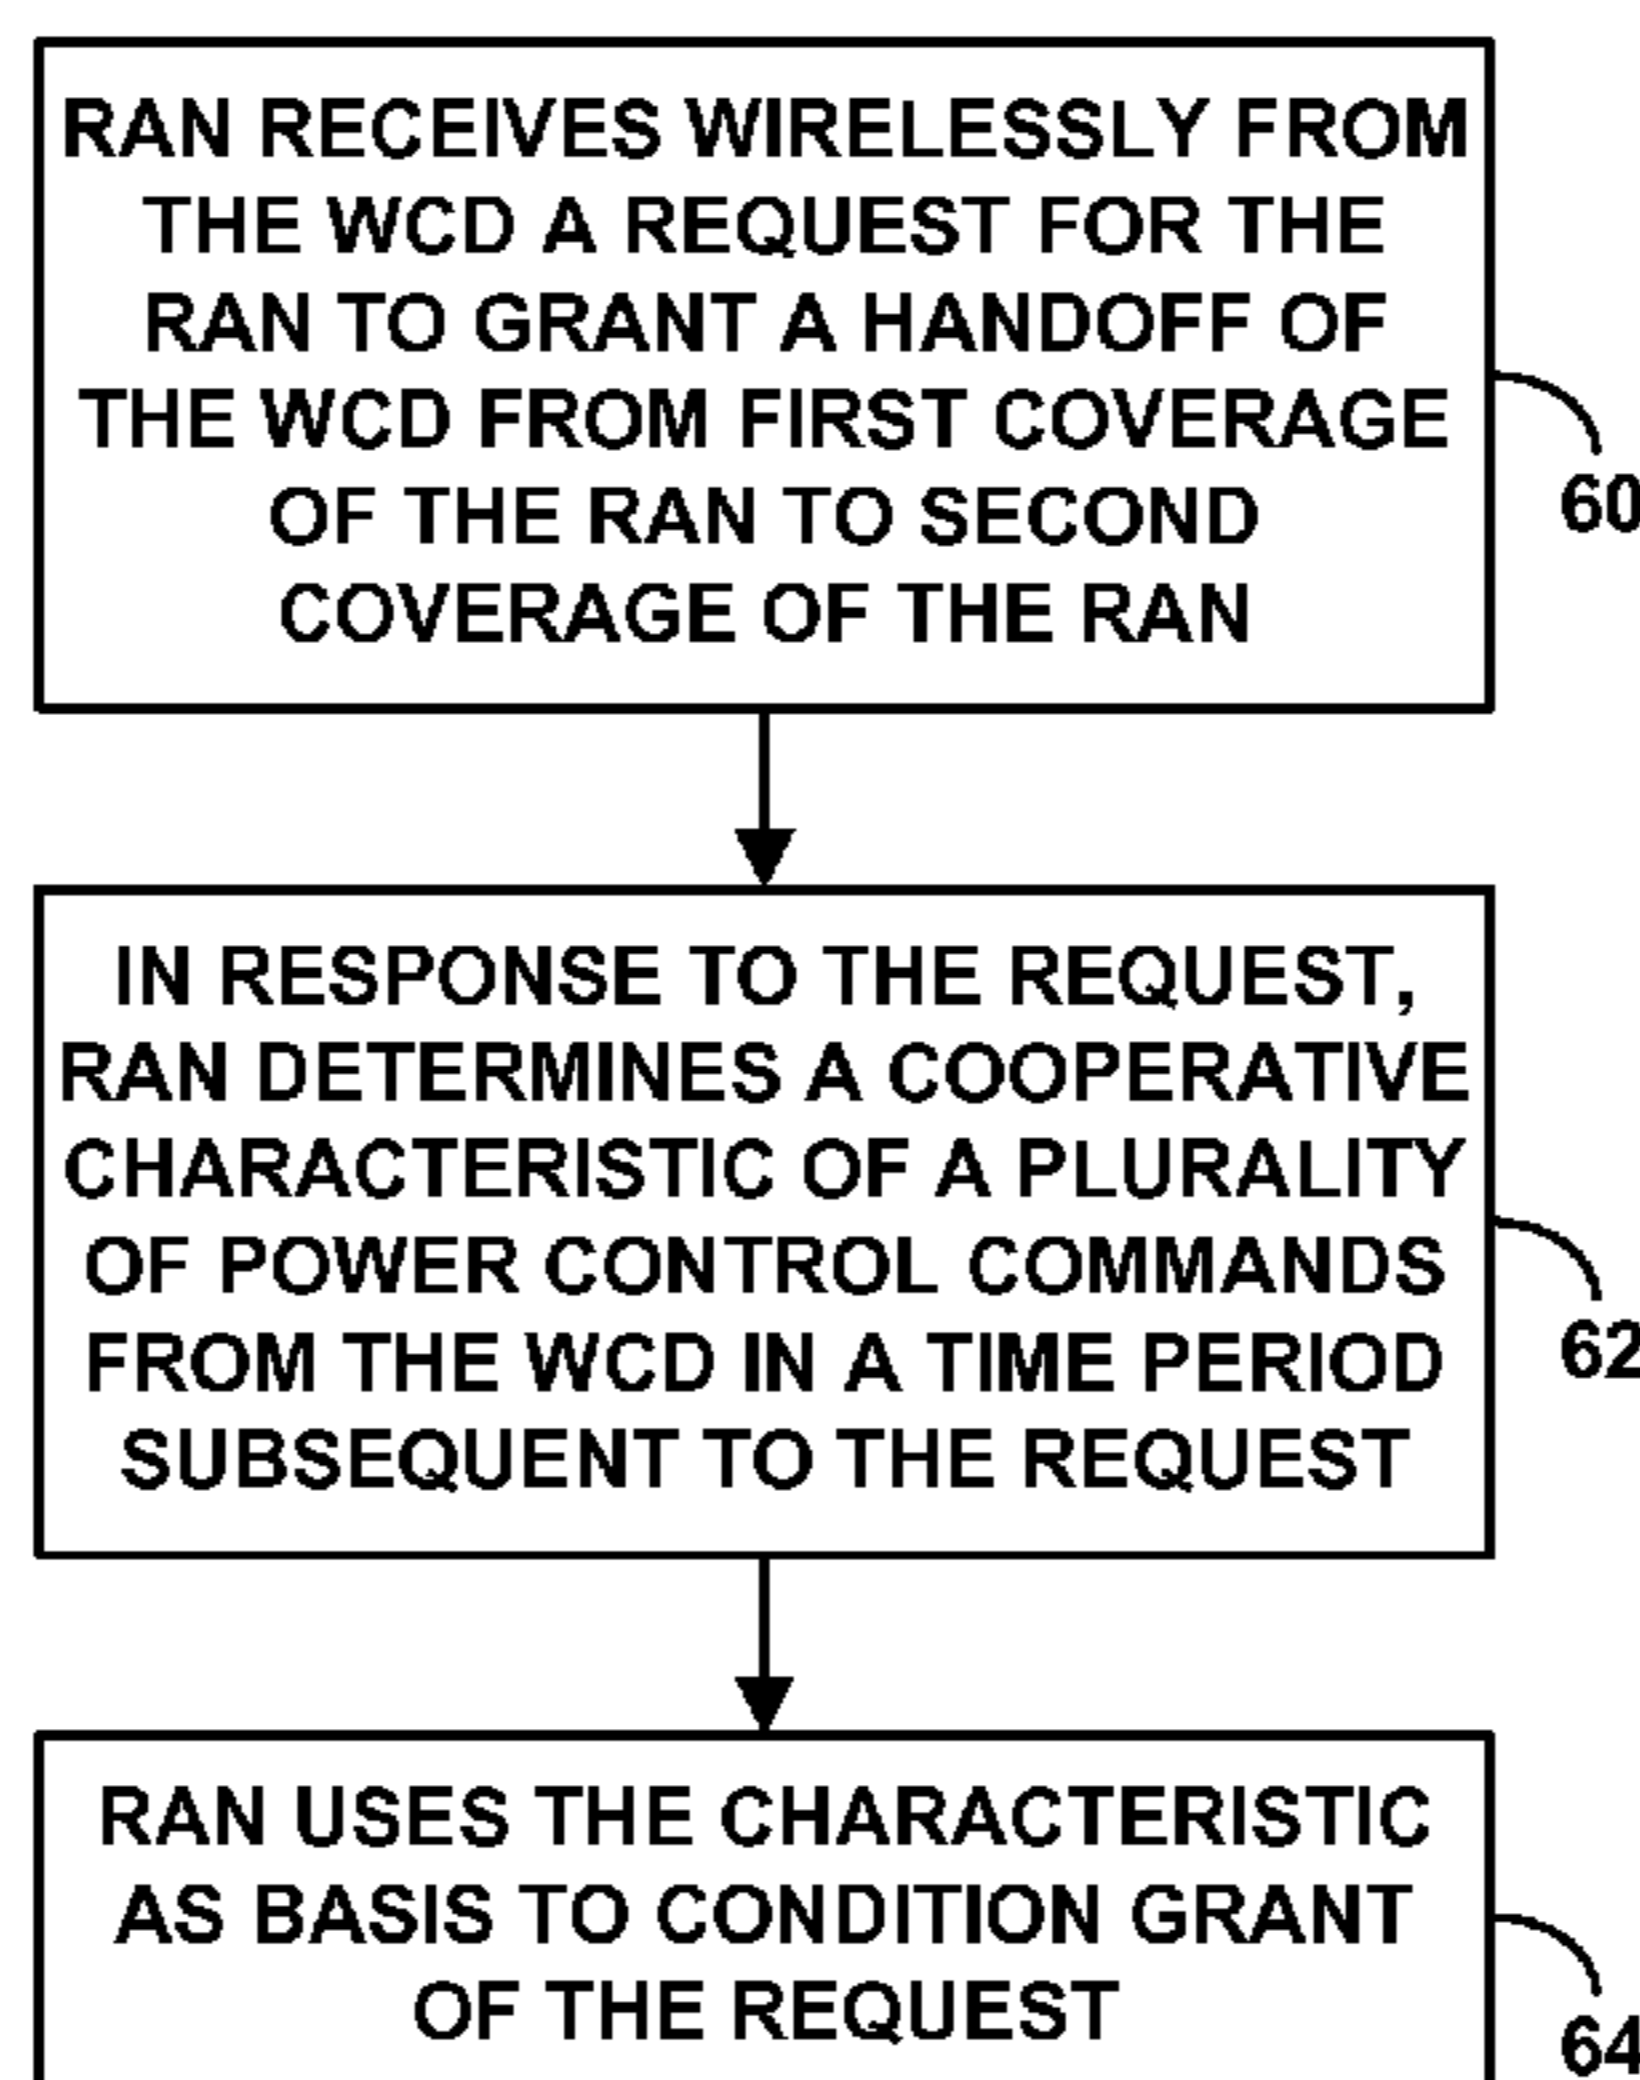 RAN RECEIVES WIRELESSLY FROM
THE WCD A REQUEST FOR THE
RAN TO GRANT A HANDOFF OF
THE WCD FROM FIRST COVERAGE
OF THE RAN TO SECOND
COVERAGE OF THE RAN
60
IN RESPONSE TO THE REQUEST,
RAN DETERMINES A COOPERATIVE
CHARACTERISTIC OF A PLURALITY
OF POWER CONTROL COMMANDS
FROM THE WCD IN A TIME PERIOD
SUBSEQUENT TO THE REQUEST
62
RAN USES THE CHARACTERISTIC
AS BASIS TO CONDITION GRANT
OF THE REQUEST
64